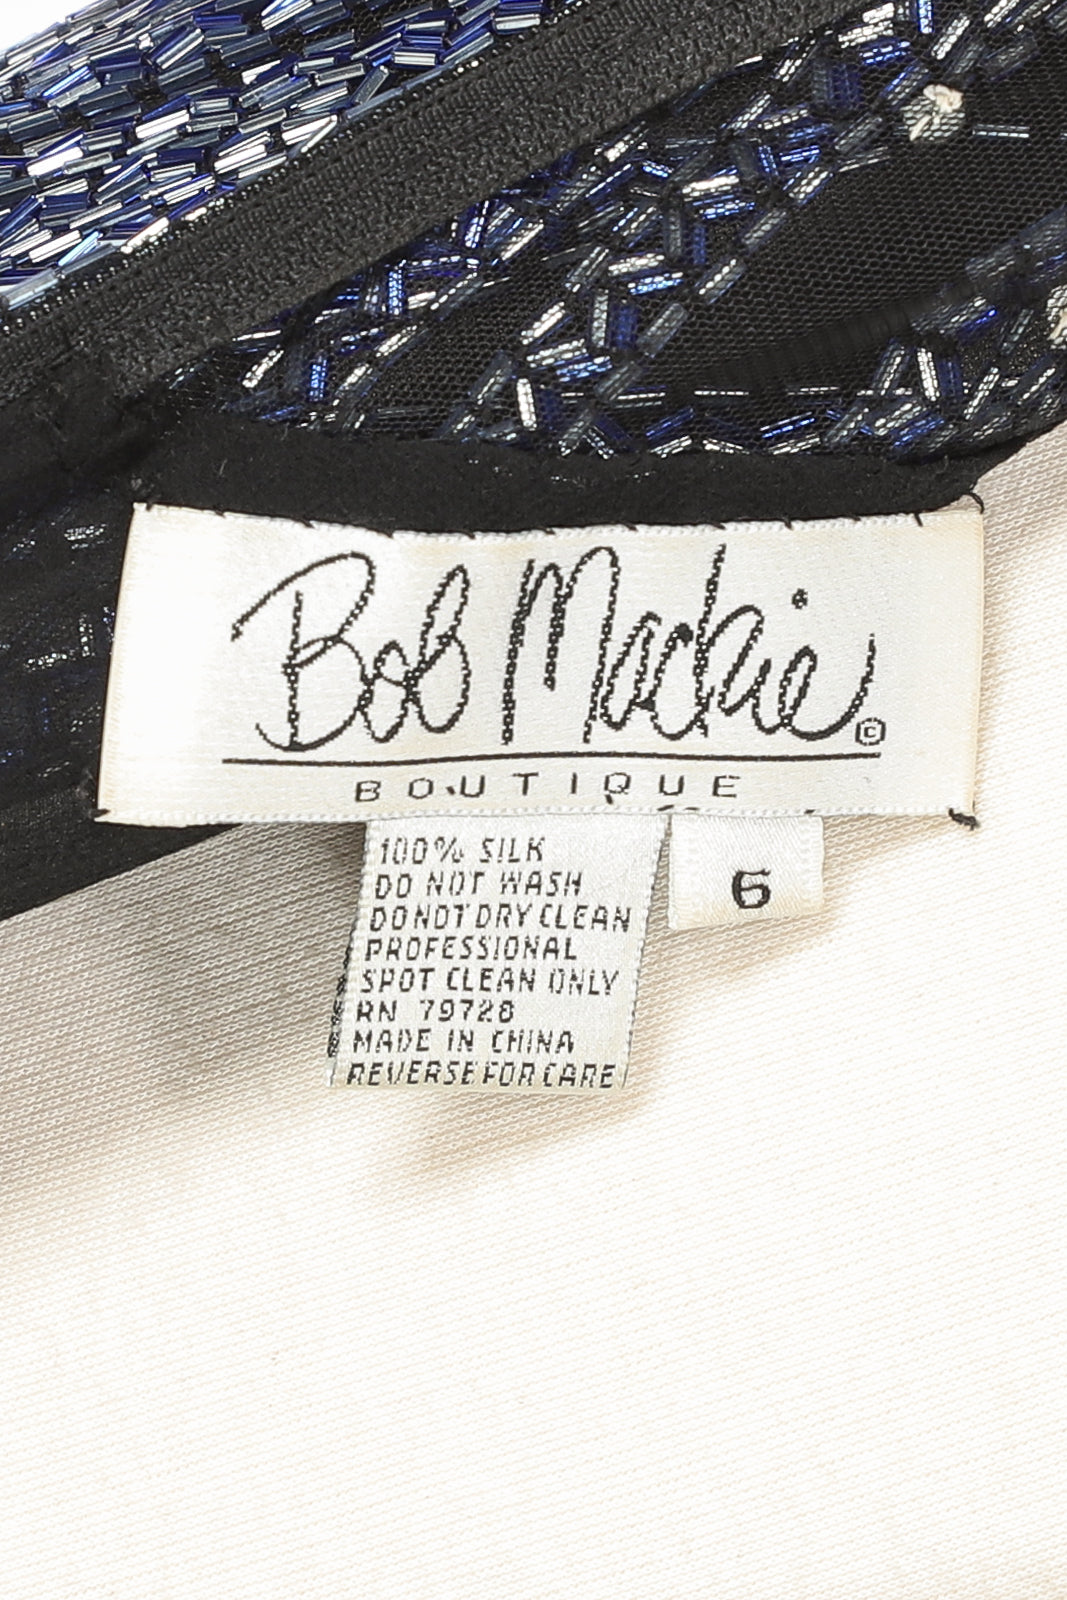 Bob Mackie ©
BOUTIQUE
100% SILK
DO NOT WASH
DO NOT DRY CLEAN
PROFESSIONAL
SPOT CLEAN ONLY
RN 79728
MADE IN CHINA
REVERSE FOR CARE
6